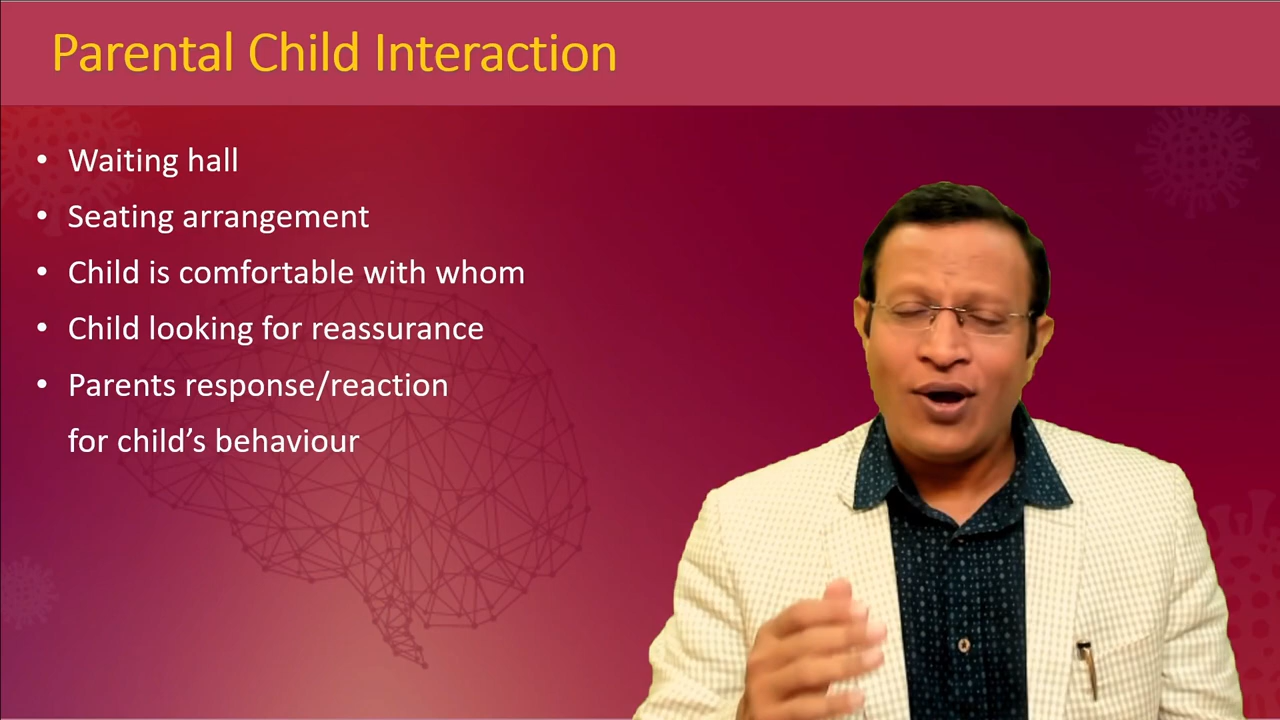 Parental Child Interaction
• Waiting hall
• Seating arrangement
• Child is comfortable with whom
• Child looking for reassurance
• Parents response/reaction
for child’s behaviour